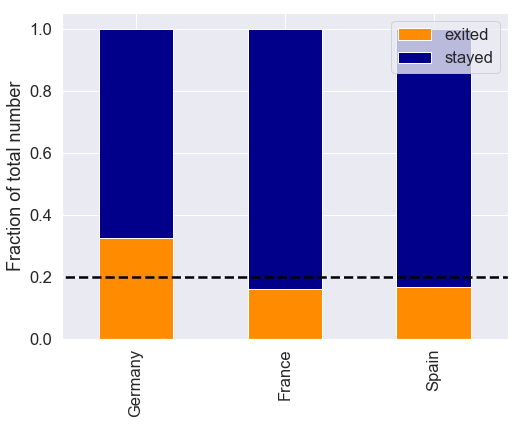 Fraction of total number
1.0
0.8
0.6
0.4
0.2
0.0
exited
stayed
Germany
France
Spain